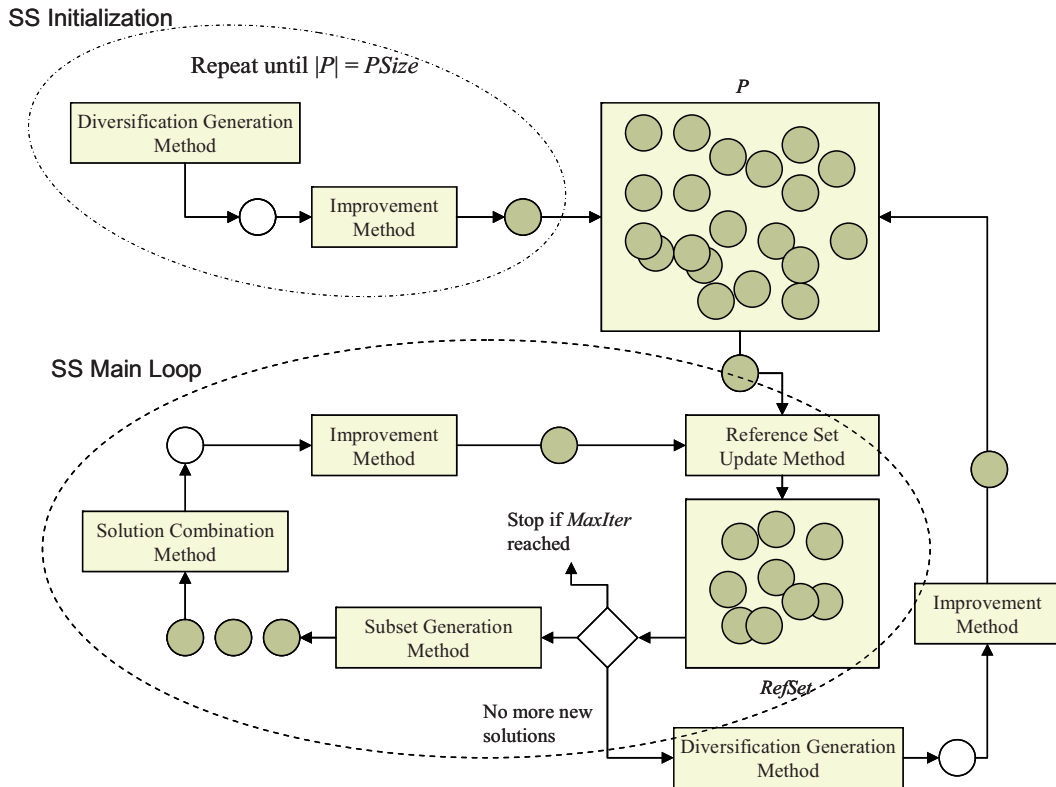 SS Initialization
Repeat until |P| = PSize
Diversification Generation
Method
Improvement
Method
P
SS Main Loop
Improvement
Method
Reference Set
Update Method
Solution Combination
Method
Stop if MaxIter
reached
Subset Generation
Method
RefSet
Improvement
Method
No more new
solutions
Diversification Generation
Method